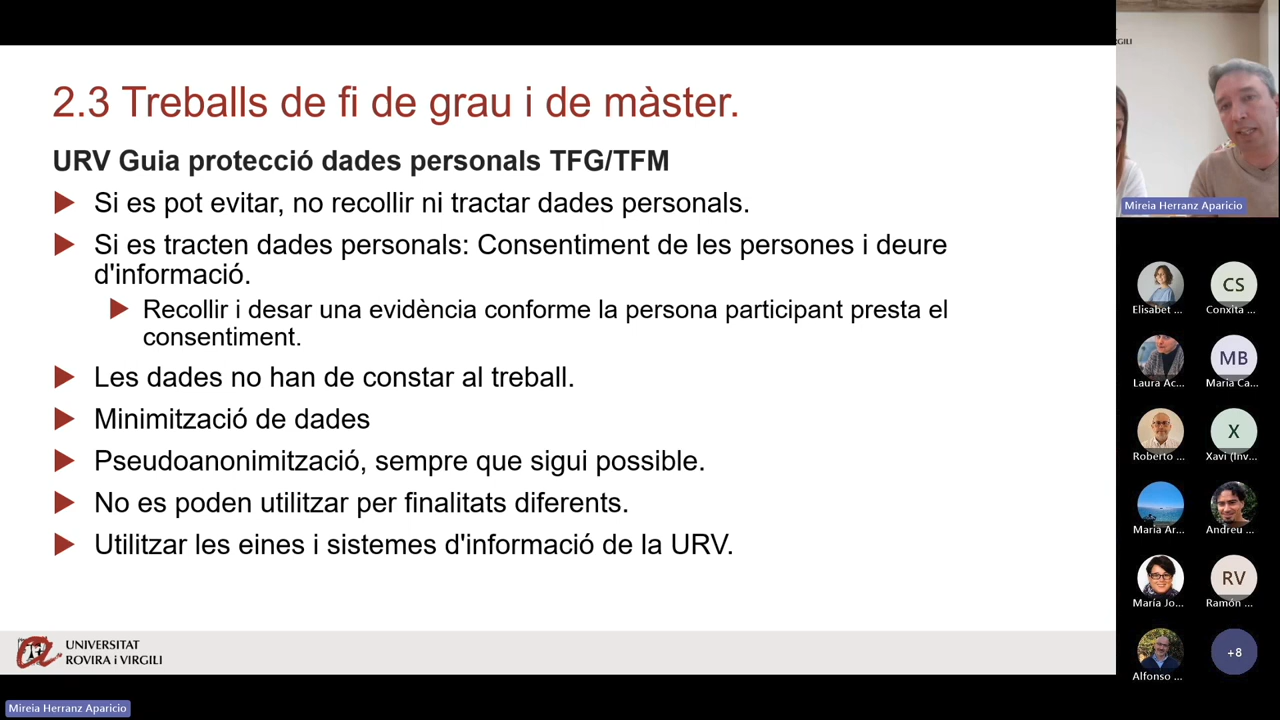 2.3 Treballs de fi de grau i de màster.
URV Guia protecció dades personals TFG/TFM
Si es pot evitar, no recollir ni tractar dades personals.
Si es tracten dades personals: Consentiment de les persones i deure
d'informació.
Recollir i desar una evidència conforme la persona participant presta el
consentiment.
Les dades no han de constar al treball.
Minimització de dades
Pseudoanonimització, sempre que sigui possible.
No es poden utilitzar per finalitats diferents.
Utilitzar les eines i sistemes d'informació de la URV.
UNIVERSITAT
ROVIRA i VIRGILI
Mireia Herranz Aparicio
VIRGILI
Mireia Herranz Aparicio
Elisabet ...
CS
Conxita ...
Laura Ac...
MB
Maria Ca...
Roberto ...
X
Xavi (Inv...
Maria Ar...
Andreu ...
María Jo...
RV
Ramón ...
Alfonso ...
+8